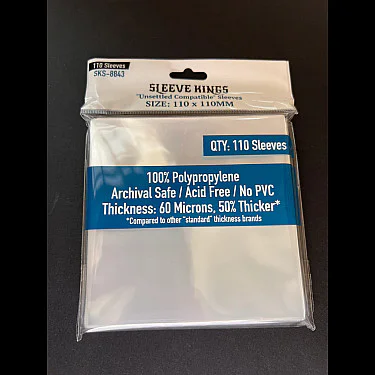 110 Sleeves
SKS-8843
SLEEVE KINGS
"Unsettled Compatible" Sleeves
SIZE: 110 x 110MM
QTY: 110 Sleeves
100% Polypropylene
Archival Safe / Acid Free / No PVC
Thickness: 60 Microns, 50% Thicker*
*Compared to other "standard" thickness brands